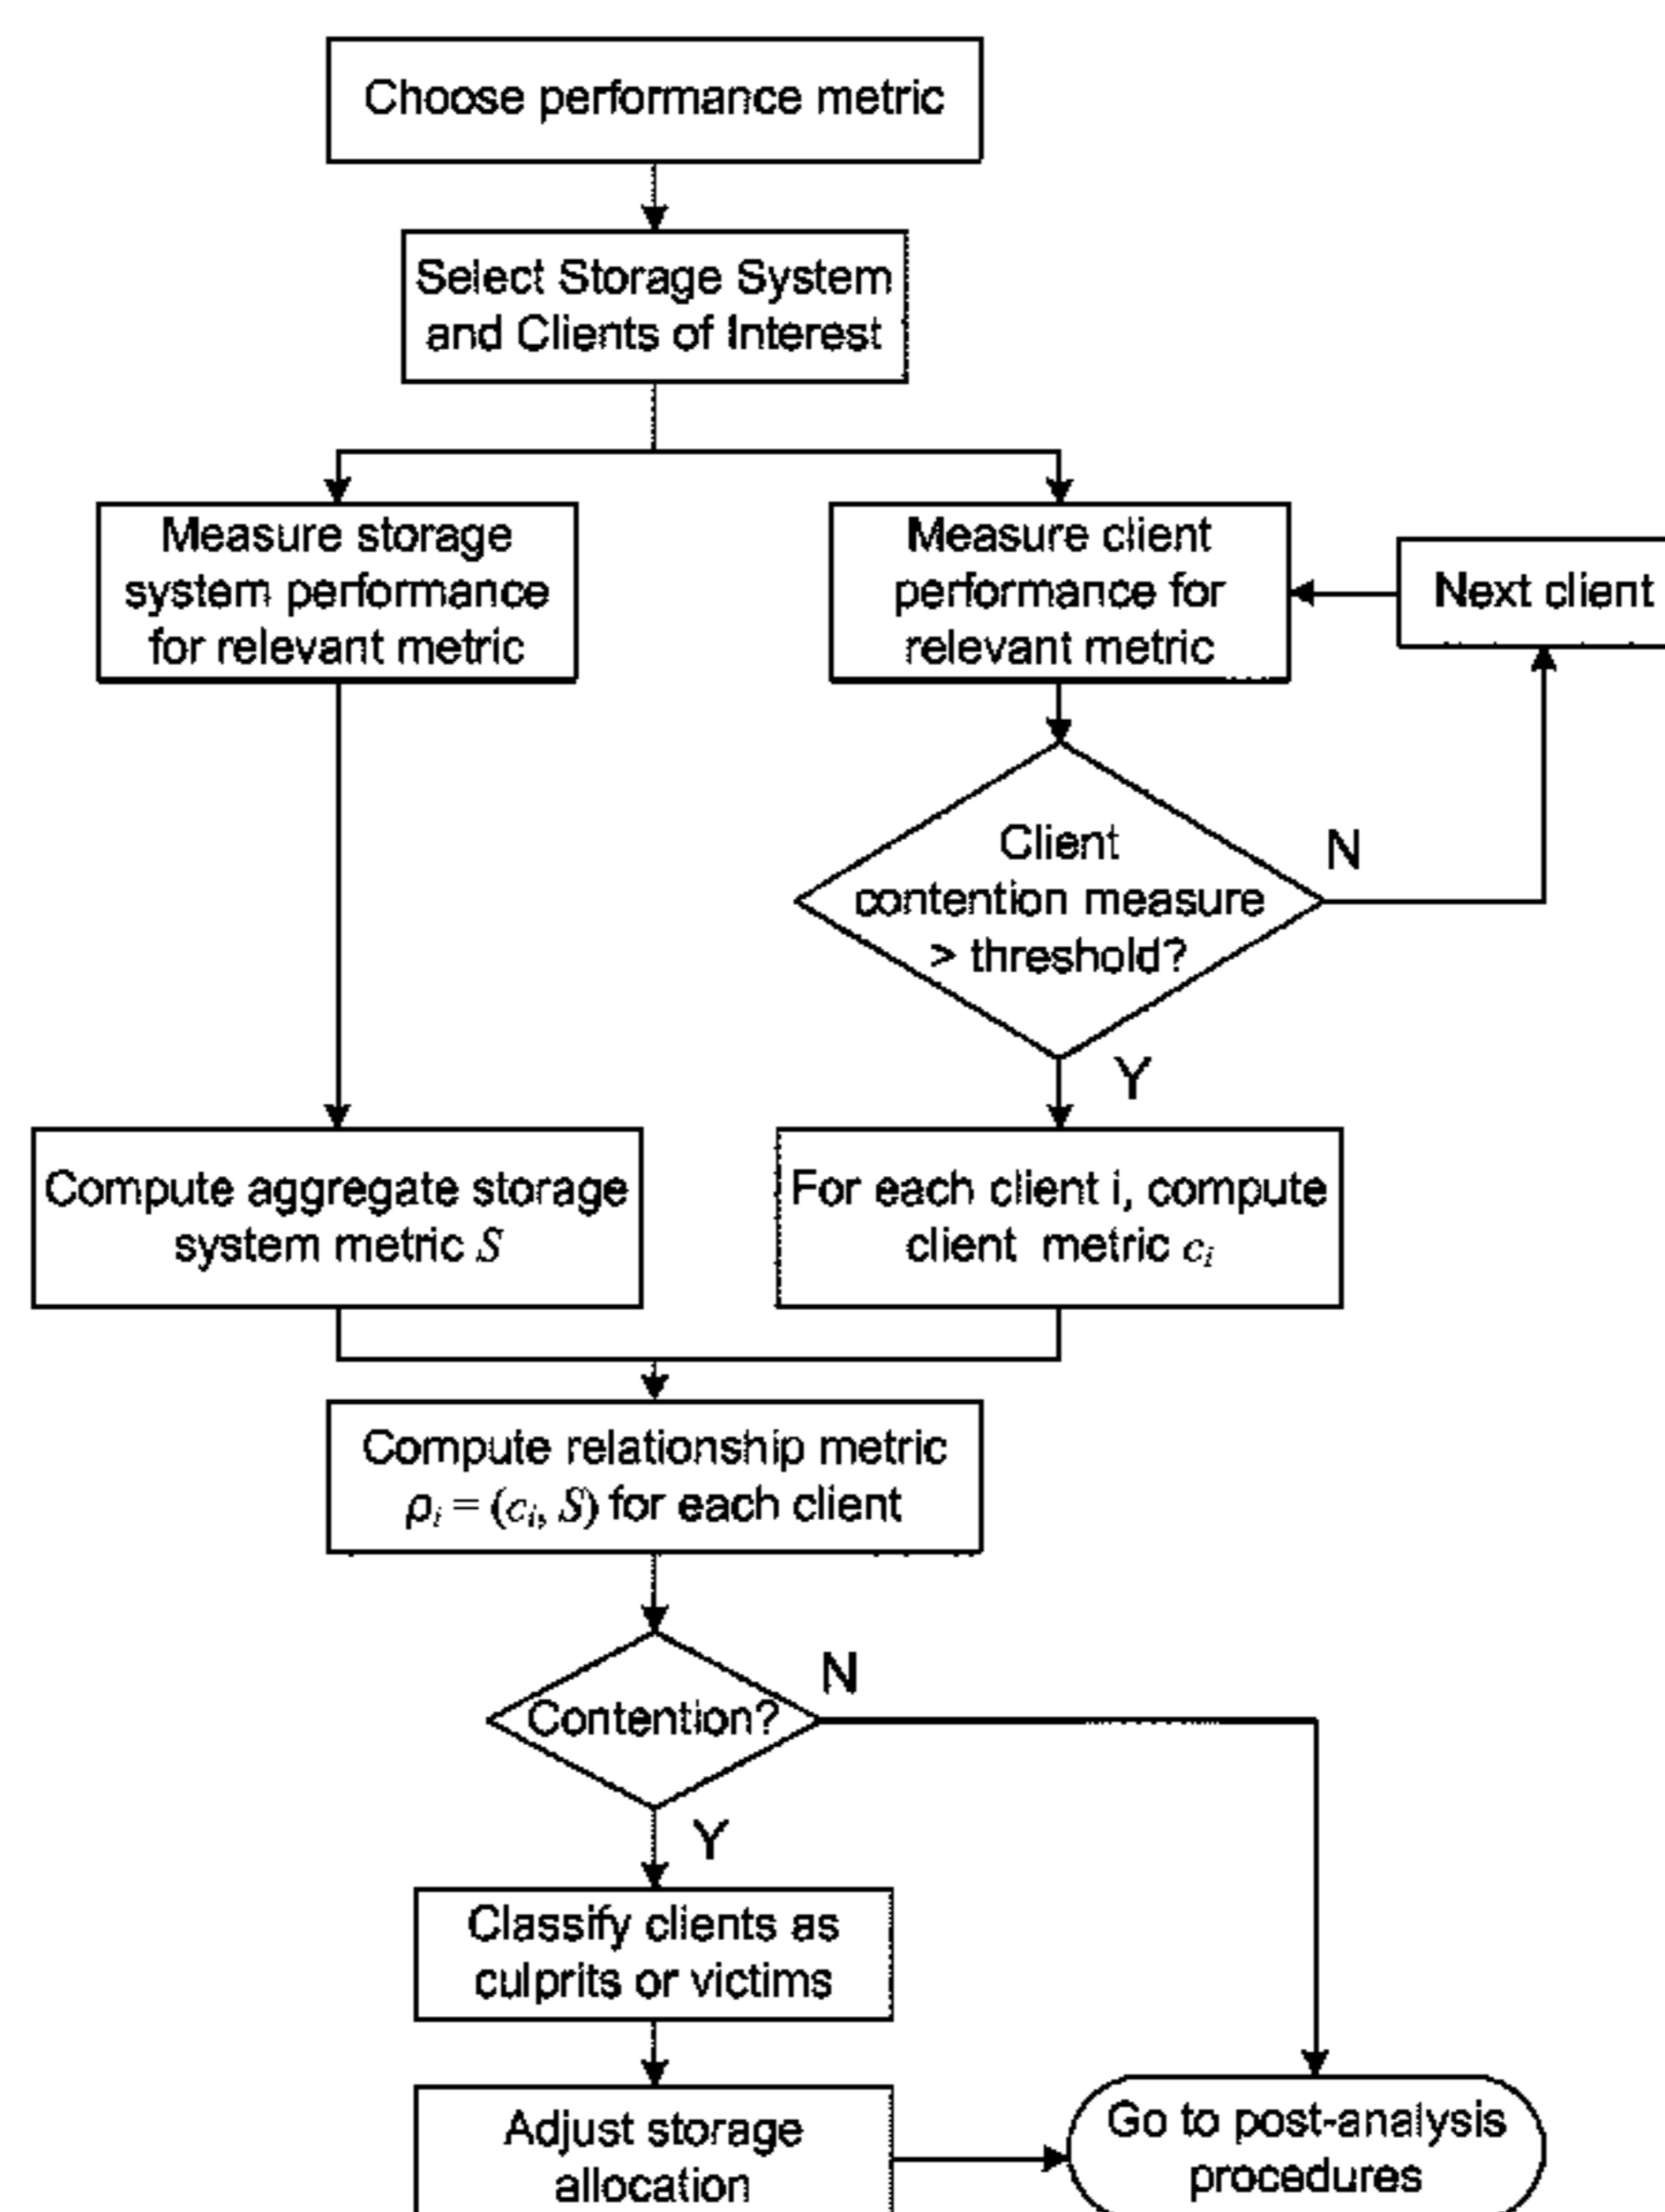 Choose performance metric
Select Storage System
and Clients of Interest
Measure storage
system performance
for relevant metric
Measure client
performance for
relevant metric
Next client
Client
contention measure
> threshold?
N
Y
Compute aggregate storage
system metric S
For each client i, compute
client metric cᵢ
Compute relationship metric
ρᵢ = (cᵢ, S) for each client
Contention?
N
Y
Classify clients as
culprits or victims
Adjust storage
allocation
Go to post-analysis
procedures